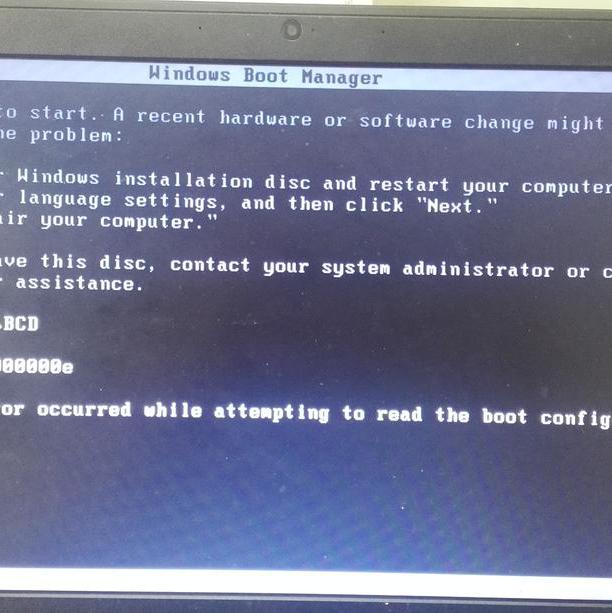 Windows Boot Manager
to start. A recent hardware or software change might
he problem:
r Windows installation disc and restart your computer
r language settings, and then click "Next."
air your computer."
ave this disc, contact your system administrator or c
r assistance.
.BCD
000000e
or occurred while attempting to read the boot config